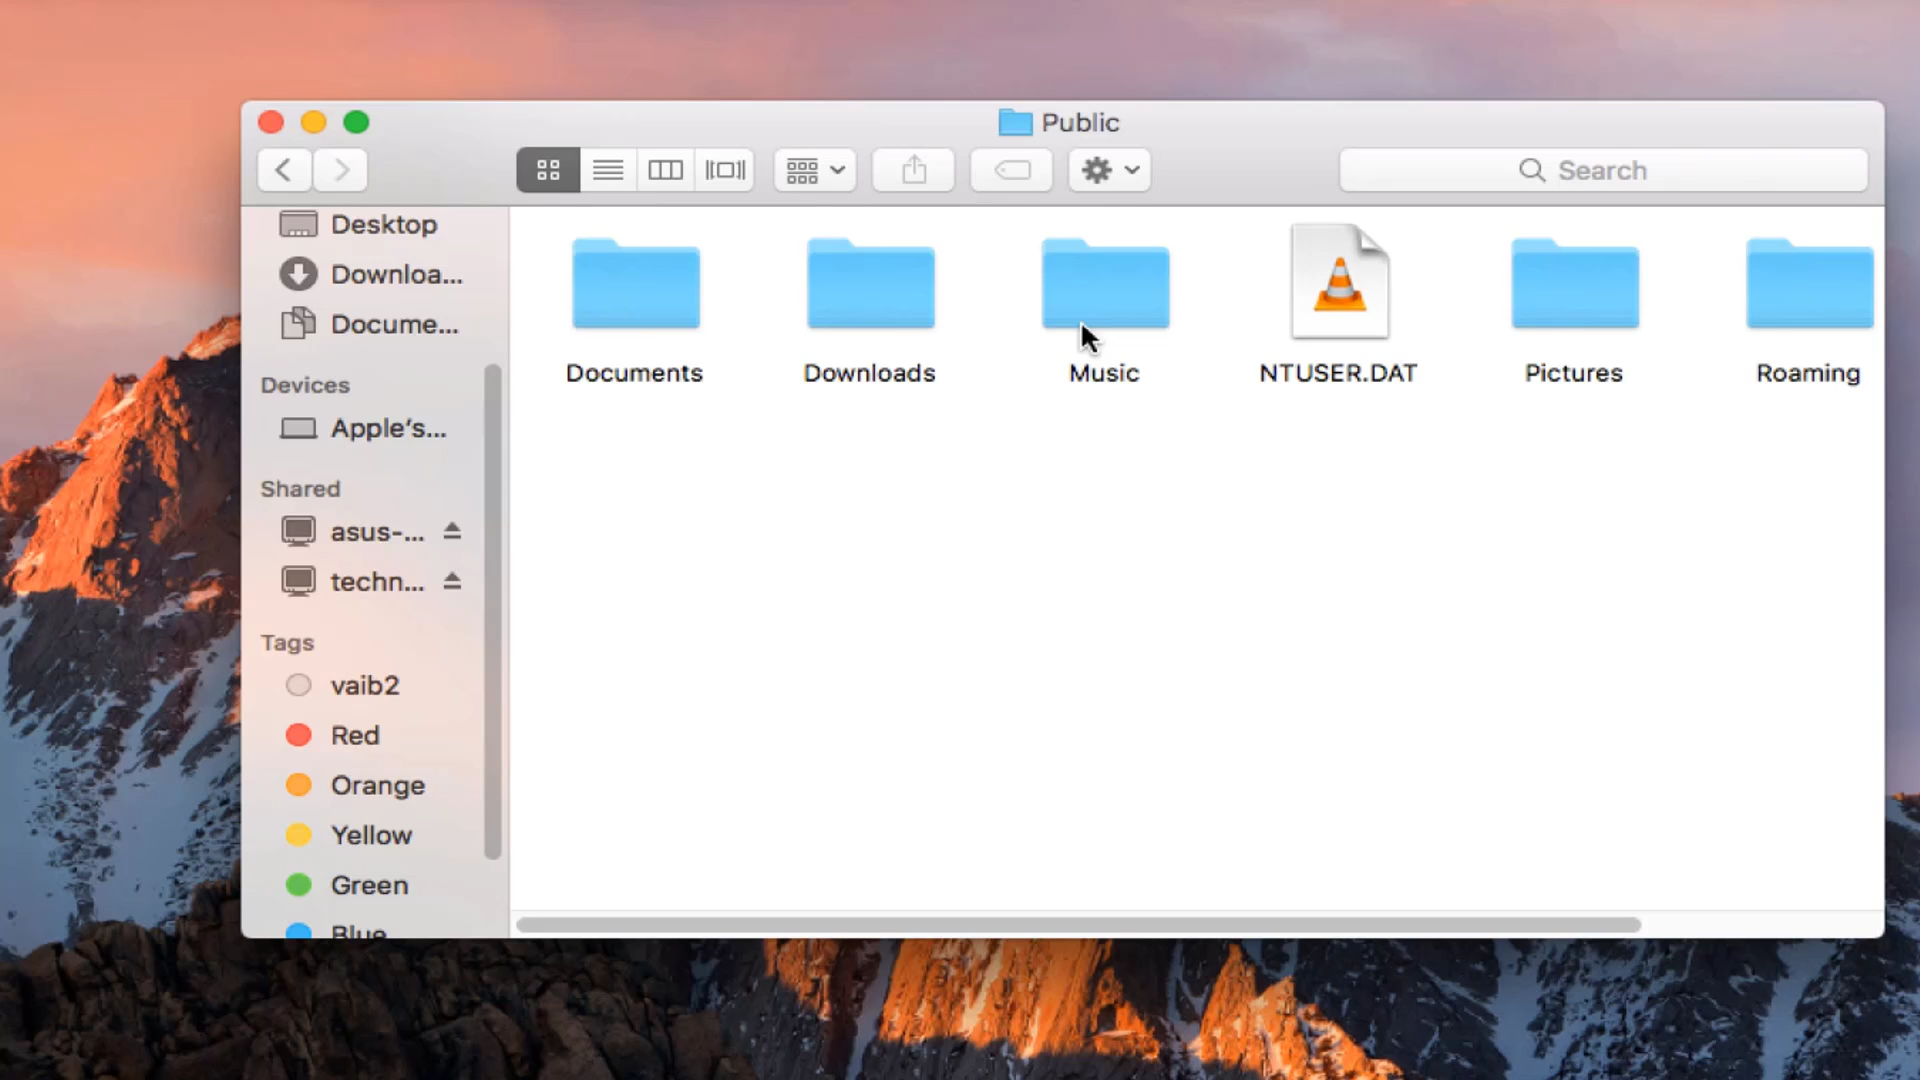 Public
Search
Desktop
Downloa...
Docume...
Devices
Apple's...
Shared
asus-...
techn...
Tags
vaib2
Red
Orange
Yellow
Green
Blue
Documents
Downloads
Music
NTUSER.DAT
Pictures
Roaming